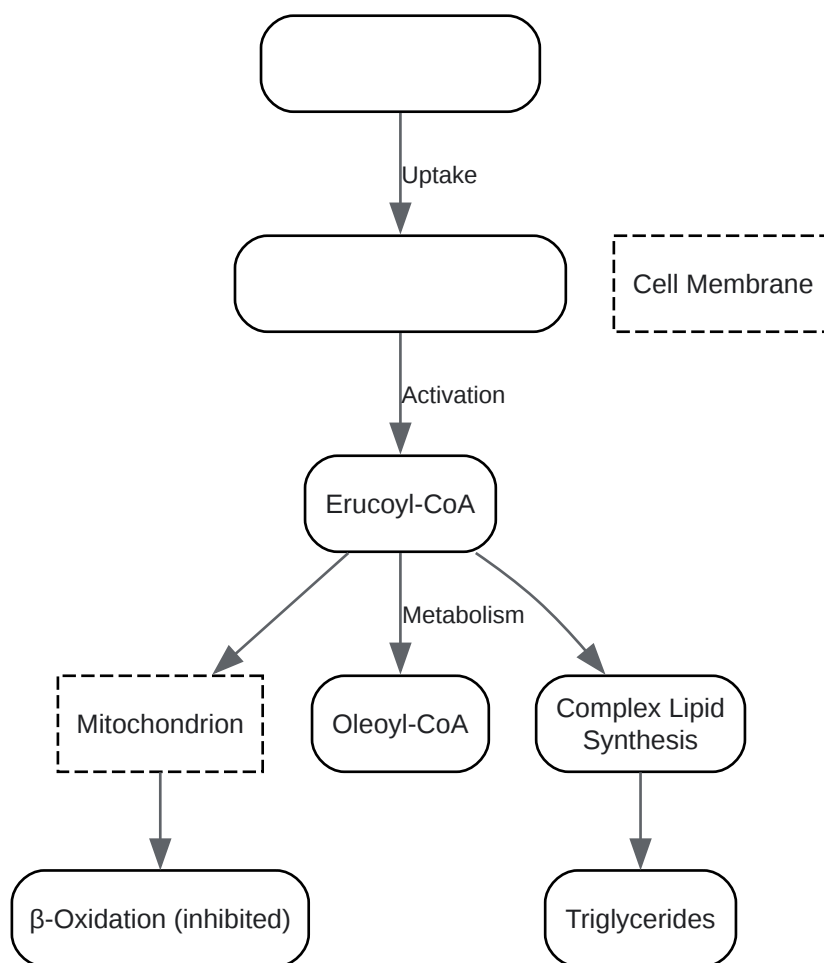 Uptake
Cell Membrane
Activation
Erucoyl-CoA
Metabolism
Mitochondrion
Oleoyl-CoA
Complex Lipid
Synthesis
β-Oxidation (inhibited)
Triglycerides